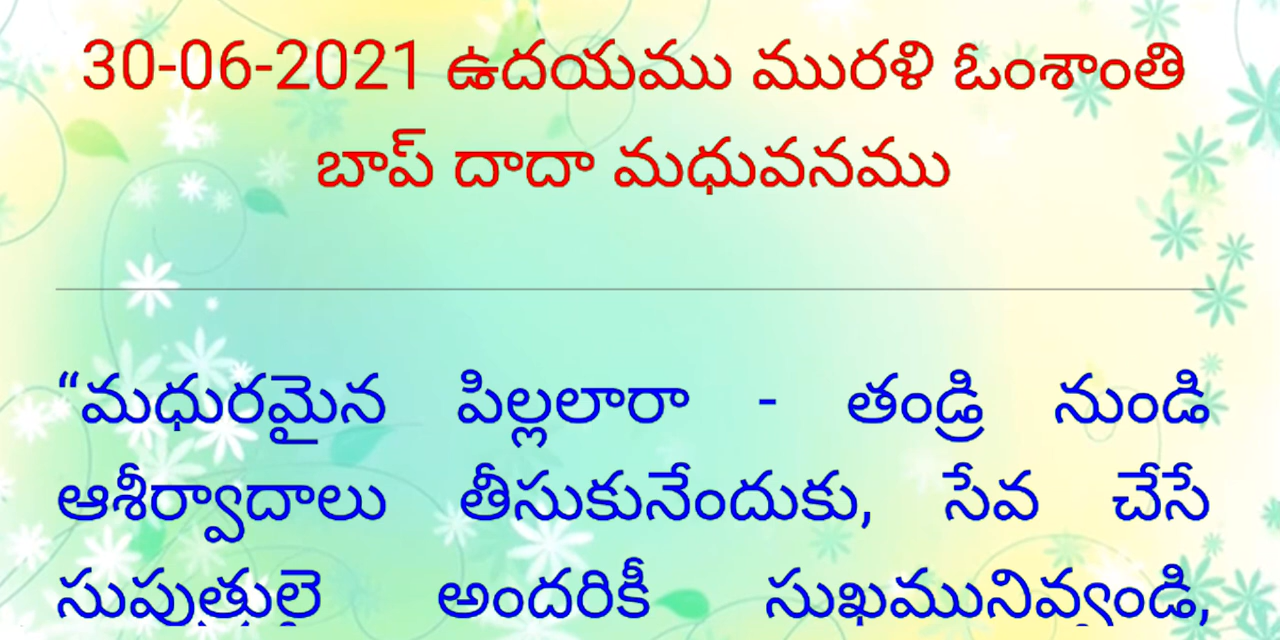 30-06-2021 ఉదయము మురళి ఓంశాంతి
బాప్ దాదా మధువనము
“మధురమైన పిల్లలారా - తండ్రి నుండి
ఆశీర్వాదాలు తీసుకునేందుకు, సేవ చేసే
సుపుత్రులై అందరికీ సుఖమునివ్వండి,